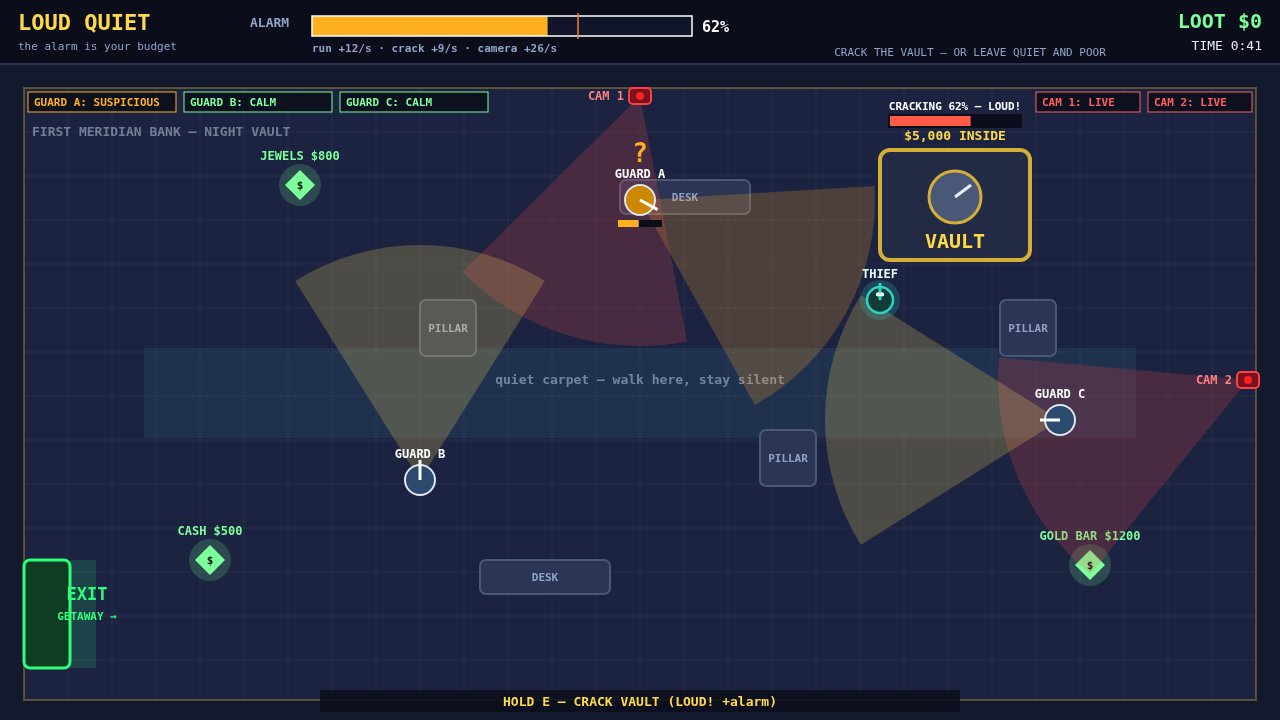 LOUD QUIET
the alarm is your budget
ALARM
62%
run +12/s · crack +9/s · camera +26/s
CRACK THE VAULT — OR LEAVE QUIET AND POOR
LOOT $0
TIME 0:41
GUARD A: SUSPICIOUS
GUARD B: CALM
GUARD C: CALM
CAM 1
CRACKING 62% — LOUD!
CAM 1: LIVE
CAM 2: LIVE
FIRST MERIDIAN BANK — NIGHT VAULT
$5,000 INSIDE
JEWELS $800
$
?
GUARD A
DESK
VAULT
THIEF
PILLAR
PILLAR
quiet carpet — walk here, stay silent
CAM 2
GUARD C
GUARD B
PILLAR
CASH $500
$
GOLD BAR $1200
$
DESK
EXIT
GETAWAY →
HOLD E — CRACK VAULT (LOUD! +alarm)